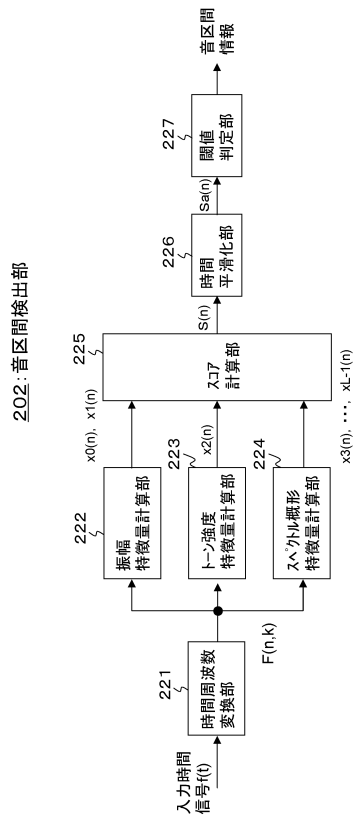 202:音区間検出部
入力時間
信号f(t)
221
時間周波数
変換部
F(n,k)
222
振幅
特徴量計算部
x0(n)，x1(n)
223
トーン強度
特徴量計算部
x2(n)
224
スペクトル概形
特徴量計算部
x3(n)，・・・，xL-1(n)
225
スコア
計算部
S(n)
226
時間
平滑化部
Sa(n)
227
閾値
判定部
音区間
情報